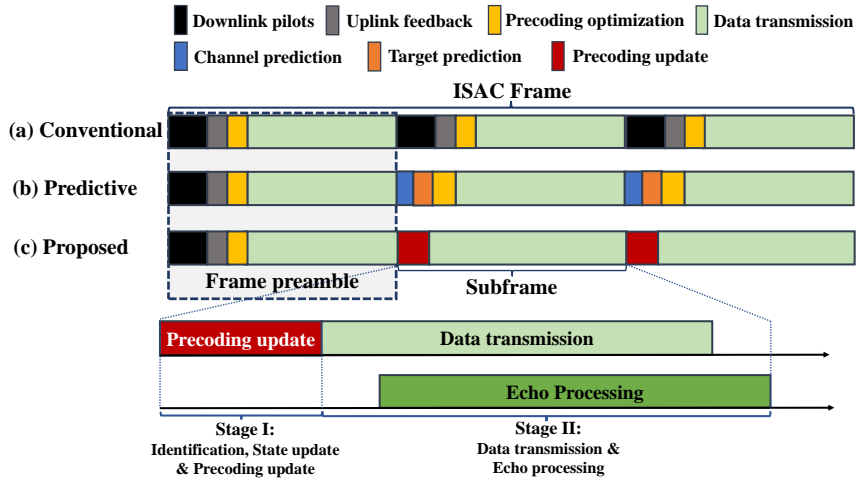 Downlink pilots
Uplink feedback
Precoding optimization
Data transmission
Channel prediction
Target prediction
Precoding update
ISAC Frame
(a) Conventional
(b) Predictive
(c) Proposed
Frame preamble
Subframe
Precoding update
Data transmission
Echo Processing
Stage I:
Identification, State update
& Precoding update
Stage II:
Data transmission &
Echo processing